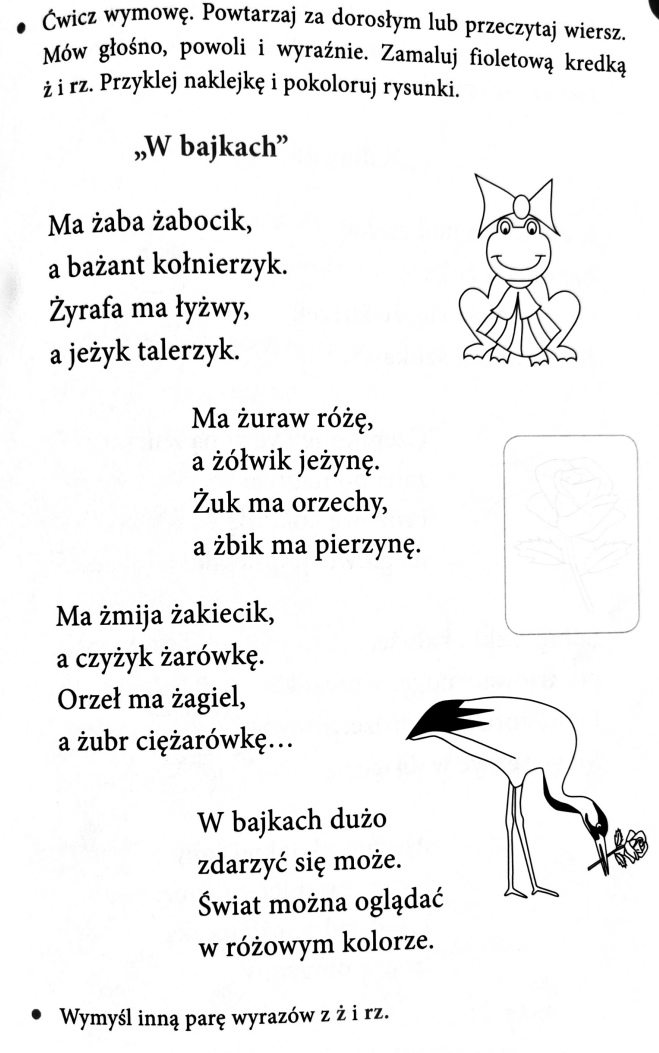 • Ćwicz wymowę. Powtarzaj za dorosłym lub przeczytaj wiersz.
Mów głośno, powoli i wyraźnie. Zamaluj fioletową kredką
ż i rz. Przyklej naklejkę i pokoloruj rysunki.
„W bajkach”
Ma żaba żabocik,
a bażant kołnierzyk.
Żyrafa ma łyżwy,
a jeżyk talerzyk.
Ma żuraw różę,
a żółwik jeżynę.
Żuk ma orzechy,
a żbik ma pierzynę.
Ma żmija żakiecik,
a czyżyk żarówkę.
Orzeł ma żagiel,
a żubr ciężarówkę...
W bajkach dużo
zdarzyć się może.
Świat można oglądać
w różowym kolorze.
• Wymyśl inną parę wyrazów z ż i rz.